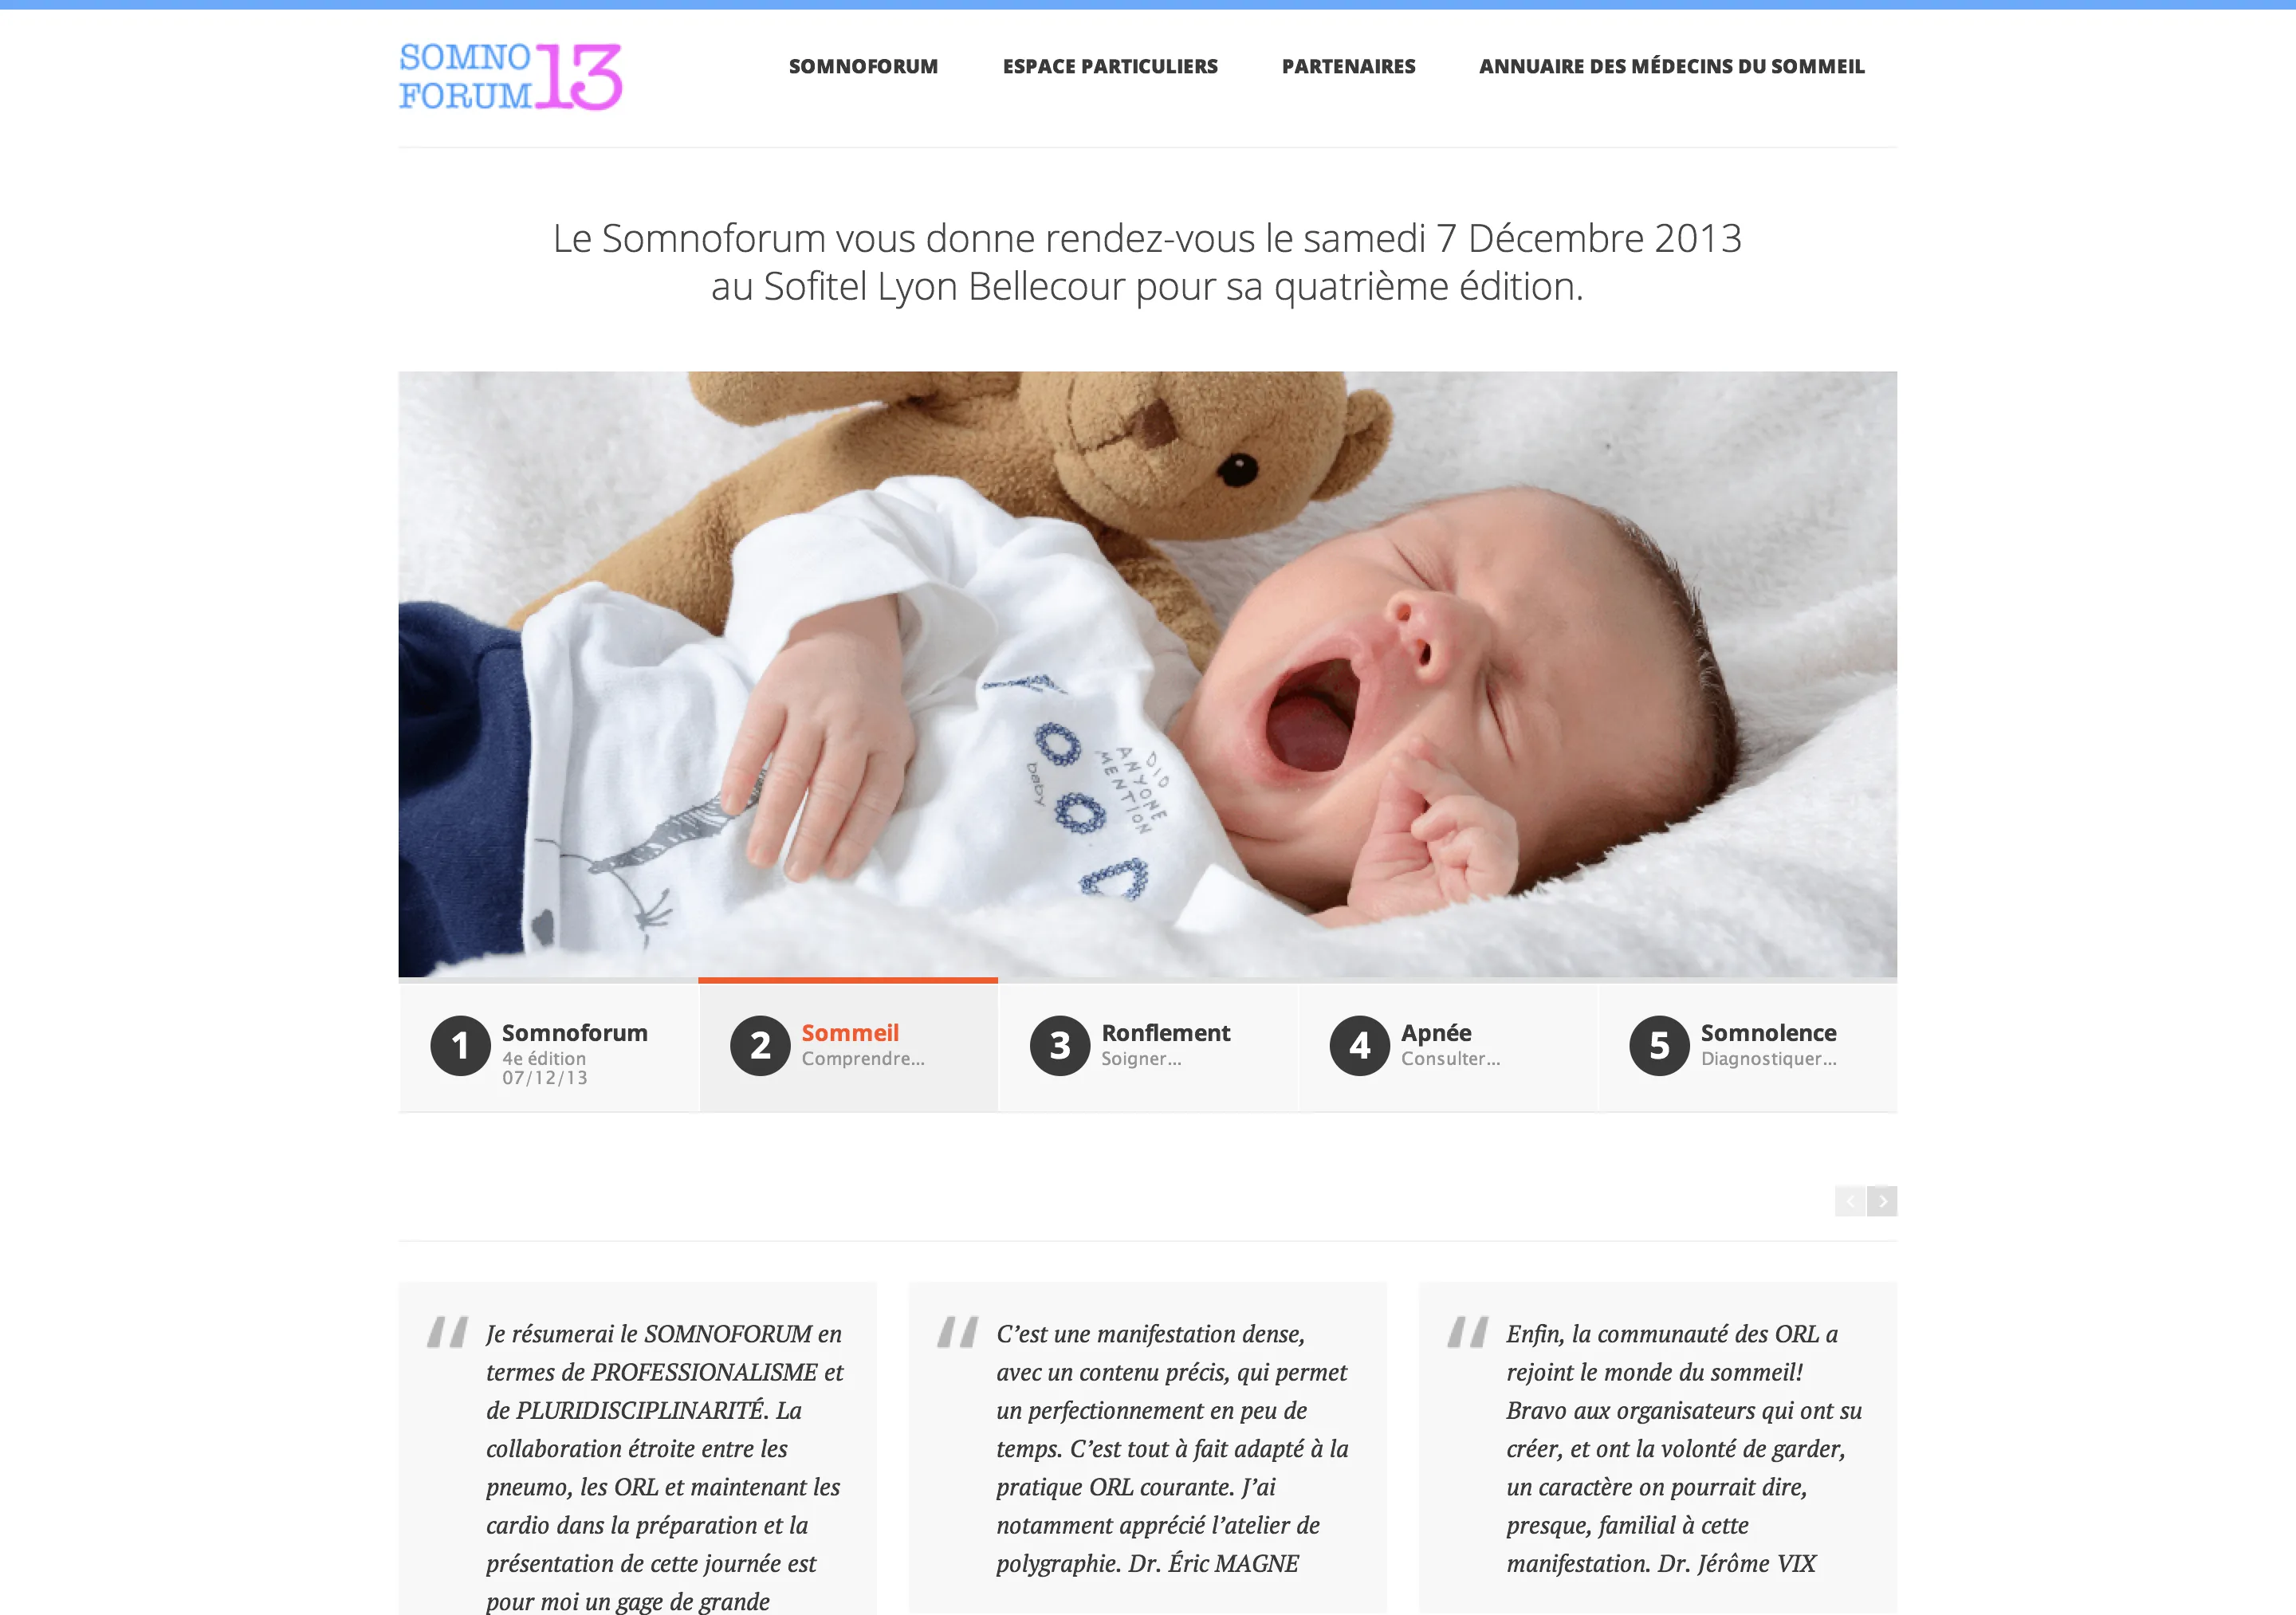 SOMNO
FORUM13
SOMNOFORUM
ESPACE PARTICULIERS
PARTENAIRES
ANNUAIRE DES MÉDECINS DU SOMMEIL
Le Somnoforum vous donne rendez-vous le samedi 7 Décembre 2013
au Sofitel Lyon Bellecour pour sa quatrième édition.
DID
ANYONE
MENTION
baby
1 Somnoforum
4e édition
07/12/13
2 Sommeil
Comprendre...
3 Ronflement
Soigner...
4 Apnée
Consulter...
5 Somnolence
Diagnostiquer...
Je résumerai le SOMNOFORUM en
termes de PROFESSIONALISME et
de PLURIDISCIPLINARITÉ. La
collaboration étroite entre les
pneumo, les ORL et maintenant les
cardio dans la préparation et la
présentation de cette journée est
pour moi un gage de grande
C’est une manifestation dense,
avec un contenu précis, qui permet
un perfectionnement en peu de
temps. C’est tout à fait adapté à la
pratique ORL courante. J’ai
notamment apprécié l’atelier de
polygraphie. Dr. Éric MAGNE
Enfin, la communauté des ORL a
rejoint le monde du sommeil!
Bravo aux organisateurs qui ont su
créer, et ont la volonté de garder,
un caractère on pourrait dire,
presque, familial à cette
manifestation. Dr. Jérôme VIX